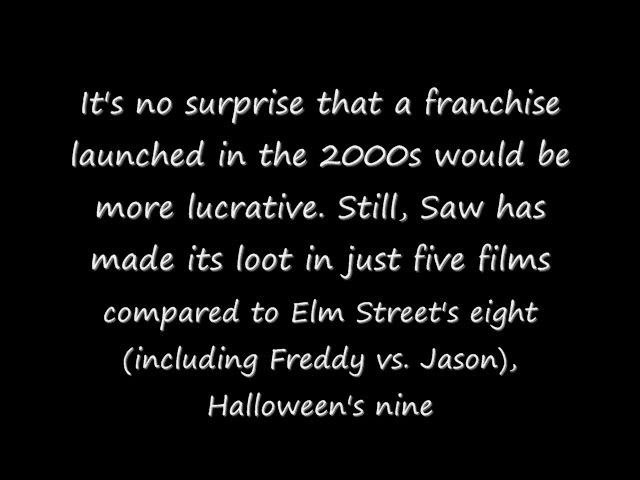 It's no surprise that a franchise
launched in the 2000s would be
more lucrative. Still, Saw has
made its loot in just five films
compared to Elm Street's eight
(including Freddy vs. Jason),
Halloween's nine